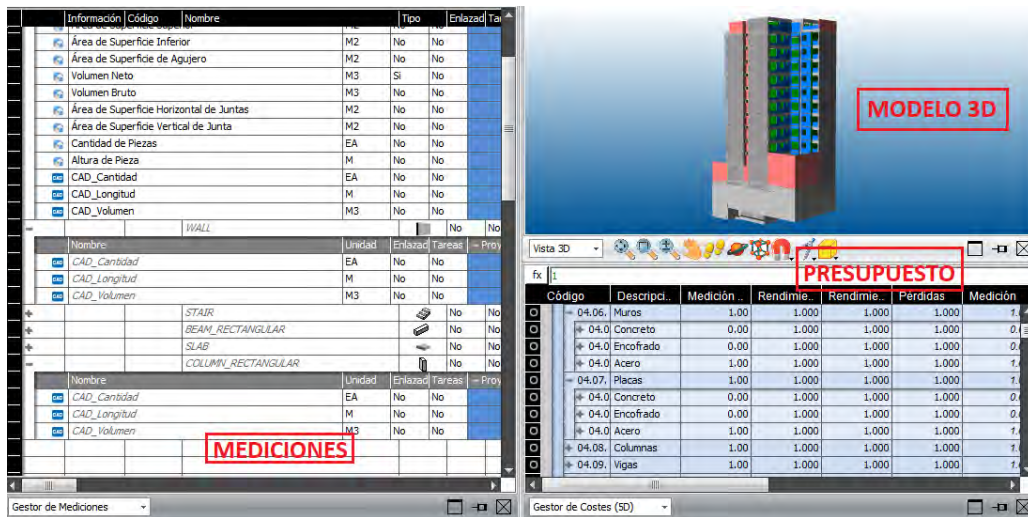 Información Código Nombre Tipo Enlazad Ta
Área de Superficie Inferior M2 No No
Área de Superficie de Agujero M2 No No
Volumen Neto M3 Si No
Volumen Bruto M3 No No
Área de Superficie Horizontal de Juntas M2 No No
Área de Superficie Vertical de Junta M2 No No
Cantidad de Piezas EA No No
Altura de Pieza M No No
CAD_Cantidad EA No No
CAD_Longitud M No No
CAD_Volumen M3 No No
WALL No No
Nombre Unidad Enlazad Tareas Proy
CAD_Cantidad EA No No
CAD_Longitud M No No
CAD_Volumen M3 No No
STAIR No No
BEAM_RECTANGULAR No No
SLAB No No
COLUMN_RECTANGULAR No No
Nombre Unidad Enlazad Tareas Proy
CAD_Cantidad EA No No
CAD_Longitud M No No
CAD_Volumen M3 No No
MEDICIONES
Gestor de Mediciones
MODELO 3D
Vista 3D
PRESUPUESTO
fx 1
Código Descripci.. Medición .. Rendimie.. Rendimie.. Pérdidas Medición
04.06. Muros 1.00 1.000 1.000 1.000
04.0 Concreto 0.00 1.000 1.000 1.000
04.0 Encofrado 0.00 1.000 1.000 1.000
04.0 Acero 1.00 1.000 1.000 1.000
04.07. Placas 1.00 1.000 1.000 1.000
04.0 Concreto 0.00 1.000 1.000 1.000
04.0 Encofrado 0.00 1.000 1.000 1.000
04.0 Acero 1.00 1.000 1.000 1.000
04.08. Columnas 1.00 1.000 1.000 1.000
04.09. Vigas 1.00 1.000 1.000 1.000
Gestor de Costes (5D)